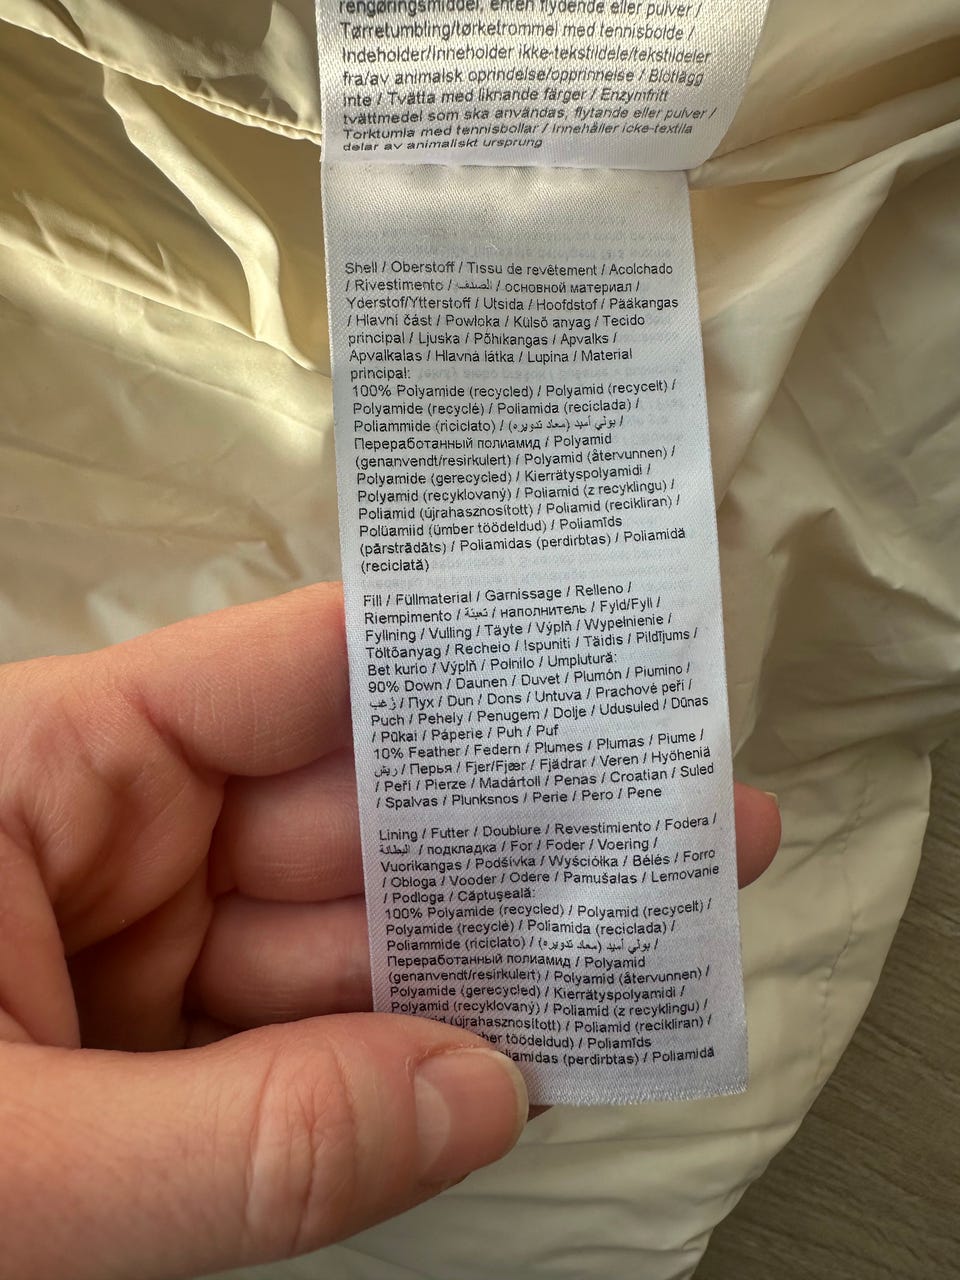 rengøringsmiddel, enten flydende eller pulver /
Tørretumbling/tørketrommel med tennisbolde /
Indeholder/Inneholder ikke-tekstildele/tekstildeler
fra/av animalsk oprindelse/opprinnelse / Blötlägg
inte / Tvätta med liknande färger / Enzymfritt
tvättmedel som ska användas, flytande eller pulver /
Torktumla med tennisbollar / Innehåller icke-textila
delar av animaliskt ursprung
Shell / Oberstoff / Tissu de revêtement / Acolchado
/ Rivestimento / الصدف / основной материал /
Yderstof/Ytterstoff / Utsida / Hoofdstof / Pääkangas
/ Hlavní část / Powłoka / Külső anyag / Tecido
principal / Ljuska / Põhikangas / Apvalks /
Apvalkalas / Hlavná látka / Lupina / Material
principal:
100% Polyamide (recycled) / Polyamid (recycelt) /
Polyamide (recyclé) / Poliamida (reciclada) /
Poliammide (riciclato) / بولي أميد (معاد تدويره) /
Переработанный полиамид / Polyamid
(genanvendt/resirkulert) / Polyamid (återvunnen) /
Polyamide (gerecycled) / Kierrätyspolyamidi /
Polyamid (recyklovaný) / Poliamid (z recyklingu) /
Poliamid (újrahasznosított) / Poliamid (recikliran) /
Polüamiid (ümber töödeldud) / Poliamīds
(pārstrādāts) / Poliamidas (perdirbtas) / Poliamidă
(reciclată)
Fill / Füllmaterial / Garnissage / Relleno /
Riempimento / تعبئة / наполнитель / Fyld/Fyll /
Fyllning / Vulling / Täyte / Výplň / Wypełnienie /
Töltőanyag / Recheio / Ispuniti / Täidis / Pildījums /
Bet kurio / Výplň / Polnilo / Umplutură:
90% Down / Daunen / Duvet / Plumón / Piumino /
زغب / Пух / Dun / Dons / Untuva / Prachové peří /
Puch / Pehely / Penugem / Dolje / Udusuled / Dūnas
/ Pūkai / Páperie / Puh / Puf
10% Feather / Federn / Plumes / Plumas / Piume /
ريش / Перья / Fjer/Fjær / Fjädrar / Veren / Hyöheniä
/ Peří / Pierze / Madártoll / Penas / Croatian / Suled
/ Spalvas / Plunksnos / Perie / Pero / Pene
Lining / Futter / Doublure / Revestimiento / Fodera /
البطانة / подкладка / For / Foder / Voering /
Vuorikangas / Podšívka / Wyściółka / Bélés / Forro
/ Obloga / Vooder / Odere / Pamušalas / Lemovanie
/ Podloga / Căptușeală:
100% Polyamide (recycled) / Polyamid (recycelt) /
Polyamide (recyclé) / Poliamida (reciclada) /
Poliammide (riciclato) / بولي أميد (معاد تدويره) /
Переработанный полиамид / Polyamid
(genanvendt/resirkulert) / Polyamid (återvunnen) /
Polyamide (gerecycled) / Kierrätyspolyamidi /
Polyamid (recyklovaný) / Poliamid (z recyklingu) /
(újrahasznosított) / Poliamid (recikliran) /
töödeldud) / Poliamīds
(perdirbtas) / Poliamidă